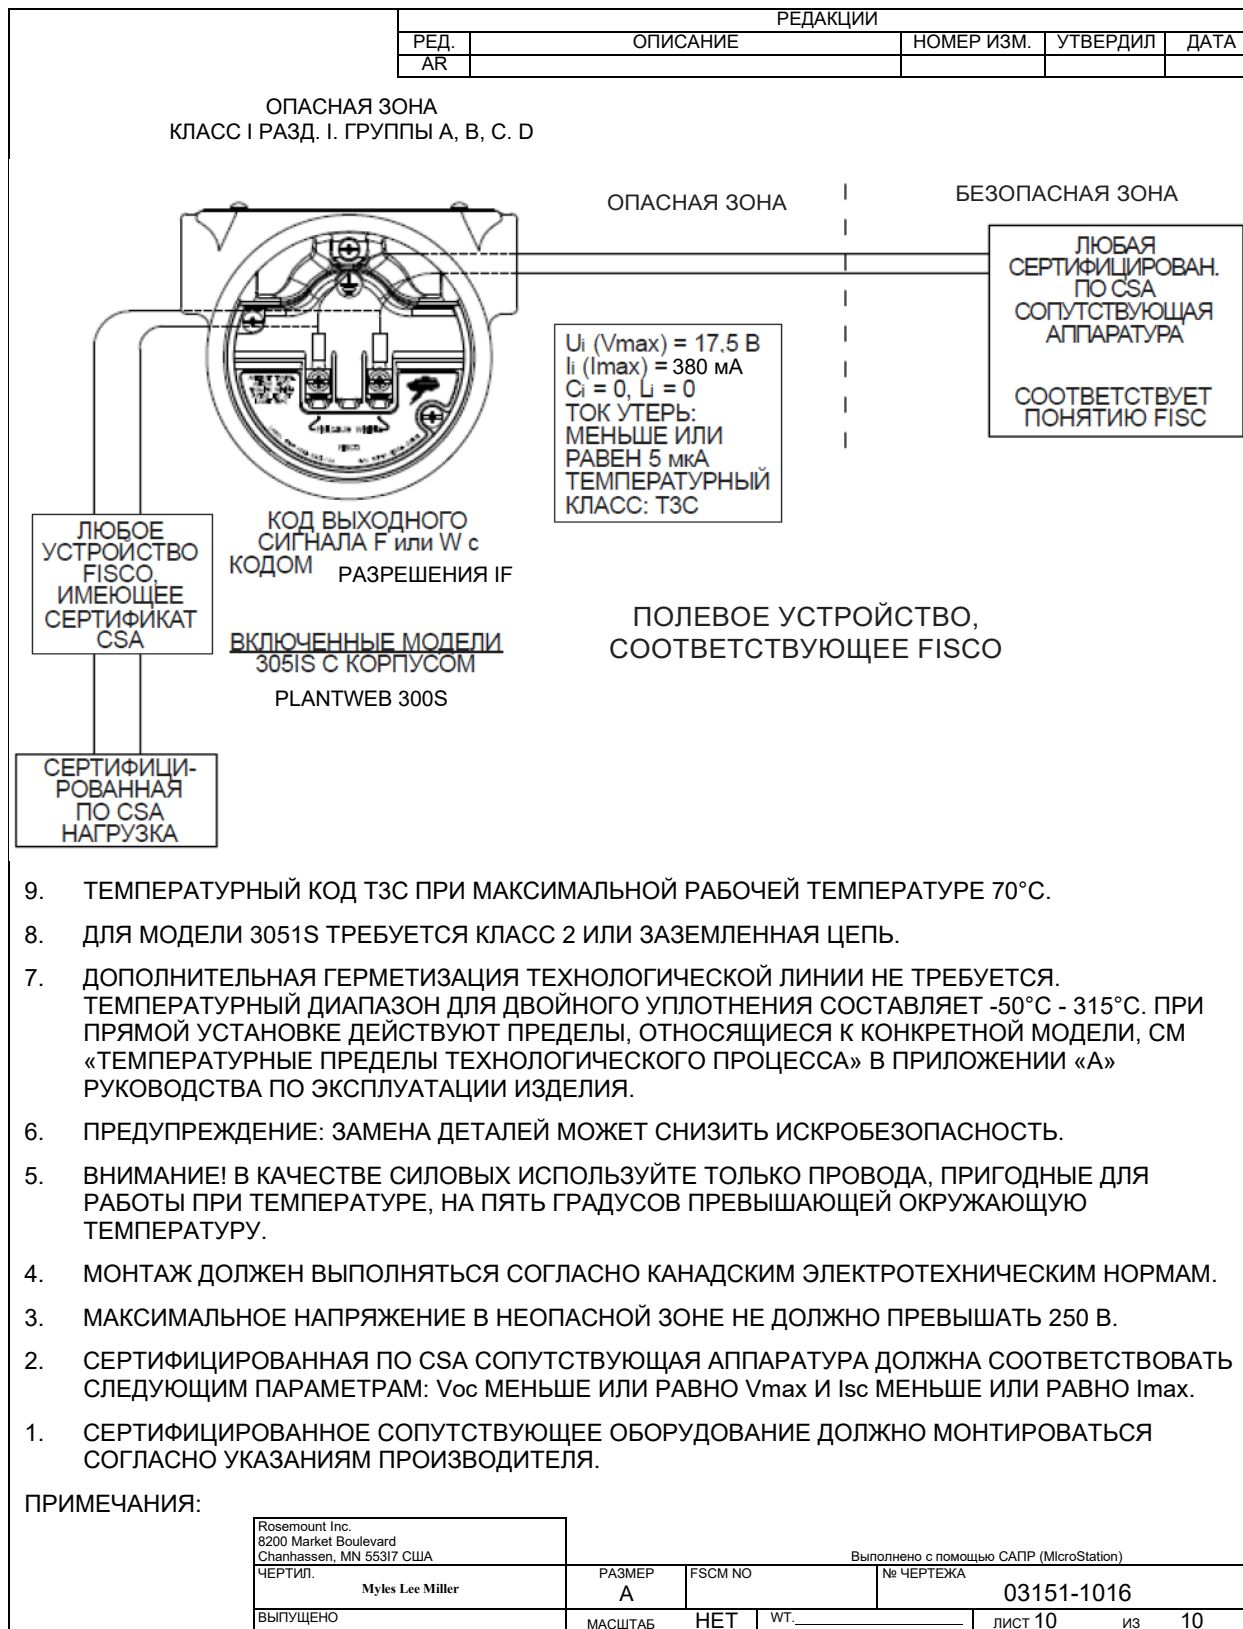 РЕДАКЦИИ
РЕД. ОПИСАНИЕ НОМЕР ИЗМ. УТВЕРДИЛ ДАТА
AR
ОПАСНАЯ ЗОНА
КЛАСС I РАЗД. I. ГРУППЫ A, B, C. D
ОПАСНАЯ ЗОНА
БЕЗОПАСНАЯ ЗОНА
ЛЮБАЯ
СЕРТИФИЦИРОВАН.
ПО CSA
СОПУТСТВУЮЩАЯ
АППАРАТУРА
СООТВЕТСТВУЕТ
ПОНЯТИЮ FISC
Ui (Vmax) = 17,5 В
Ii (Imax) = 380 мА
Ci = 0, Li = 0
ТОК УТЕРЬ:
МЕНЬШЕ ИЛИ
РАВЕН 5 мкА
ТЕМПЕРАТУРНЫЙ
КЛАСС: T3C
КОД ВЫХОДНОГО
СИГНАЛА F или W с
КОДОМ РАЗРЕШЕНИЯ IF
ВКЛЮЧЕННЫЕ МОДЕЛИ
305IS С КОРПУСОМ
PLANTWEB 300S
ПОЛЕВОЕ УСТРОЙСТВО,
СООТВЕТСТВУЮЩЕЕ FISCO
ЛЮБОЕ
УСТРОЙСТВО
FISCO,
ИМЕЮЩЕЕ
СЕРТИФИКАТ
CSA
СЕРТИФИЦИ-
РОВАННАЯ
ПО CSA
НАГРУЗКА
9. ТЕМПЕРАТУРНЫЙ КОД T3C ПРИ МАКСИМАЛЬНОЙ РАБОЧЕЙ ТЕМПЕРАТУРЕ 70°C.
8. ДЛЯ МОДЕЛИ 3051S ТРЕБУЕТСЯ КЛАСС 2 ИЛИ ЗАЗЕМЛЕННАЯ ЦЕПЬ.
7. ДОПОЛНИТЕЛЬНАЯ ГЕРМЕТИЗАЦИЯ ТЕХНОЛОГИЧЕСКОЙ ЛИНИИ НЕ ТРЕБУЕТСЯ.
ТЕМПЕРАТУРНЫЙ ДИАПАЗОН ДЛЯ ДВОЙНОГО УПЛОТНЕНИЯ СОСТАВЛЯЕТ -50°C - 315°C. ПРИ
ПРЯМОЙ УСТАНОВКЕ ДЕЙСТВУЮТ ПРЕДЕЛЫ, ОТНОСЯЩИЕСЯ К КОНКРЕТНОЙ МОДЕЛИ, СМ
«ТЕМПЕРАТУРНЫЕ ПРЕДЕЛЫ ТЕХНОЛОГИЧЕСКОГО ПРОЦЕССА» В ПРИЛОЖЕНИИ «А»
РУКОВОДСТВА ПО ЭКСПЛУАТАЦИИ ИЗДЕЛИЯ.
6. ПРЕДУПРЕЖДЕНИЕ: ЗАМЕНА ДЕТАЛЕЙ МОЖЕТ СНИЗИТЬ ИСКРОБЕЗОПАСНОСТЬ.
5. ВНИМАНИЕ! В КАЧЕСТВЕ СИЛОВЫХ ИСПОЛЬЗУЙТЕ ТОЛЬКО ПРОВОДА, ПРИГОДНЫЕ ДЛЯ
РАБОТЫ ПРИ ТЕМПЕРАТУРЕ, НА ПЯТЬ ГРАДУСОВ ПРЕВЫШАЮЩЕЙ ОКРУЖАЮЩУЮ
ТЕМПЕРАТУРУ.
4. МОНТАЖ ДОЛЖЕН ВЫПОЛНЯТЬСЯ СОГЛАСНО КАНАДСКИМ ЭЛЕКТРОТЕХНИЧЕСКИМ НОРМАМ.
3. МАКСИМАЛЬНОЕ НАПРЯЖЕНИЕ В НЕОПАСНОЙ ЗОНЕ НЕ ДОЛЖНО ПРЕВЫШАТЬ 250 В.
2. СЕРТИФИЦИРОВАННАЯ ПО CSA СОПУТСТВУЮЩАЯ АППАРАТУРА ДОЛЖНА СООТВЕТСТВОВАТЬ
СЛЕДУЮЩИМ ПАРАМЕТРАМ: Voc МЕНЬШЕ ИЛИ РАВНО Vmax И Isc МЕНЬШЕ ИЛИ РАВНО Imax.
1. СЕРТИФИЦИРОВАННОЕ СОПУТСТВУЮЩЕЕ ОБОРУДОВАНИЕ ДОЛЖНО МОНТИРОВАТЬСЯ
СОГЛАСНО УКАЗАНИЯМ ПРОИЗВОДИТЕЛЯ.
ПРИМЕЧАНИЯ:
Rosemount Inc.
8200 Market Boulevard
Chanhassen, MN 553I7 США
Выполнено с помощью САПР (MIcroStation)
ЧЕРТИЛ. Myles Lee Miller
РАЗМЕР A
FSCM NO
№ ЧЕРТЕЖА 03151-1016
ВЫПУЩЕНО
МАСШТАБ НЕТ
WT.
ЛИСТ 10 ИЗ 10